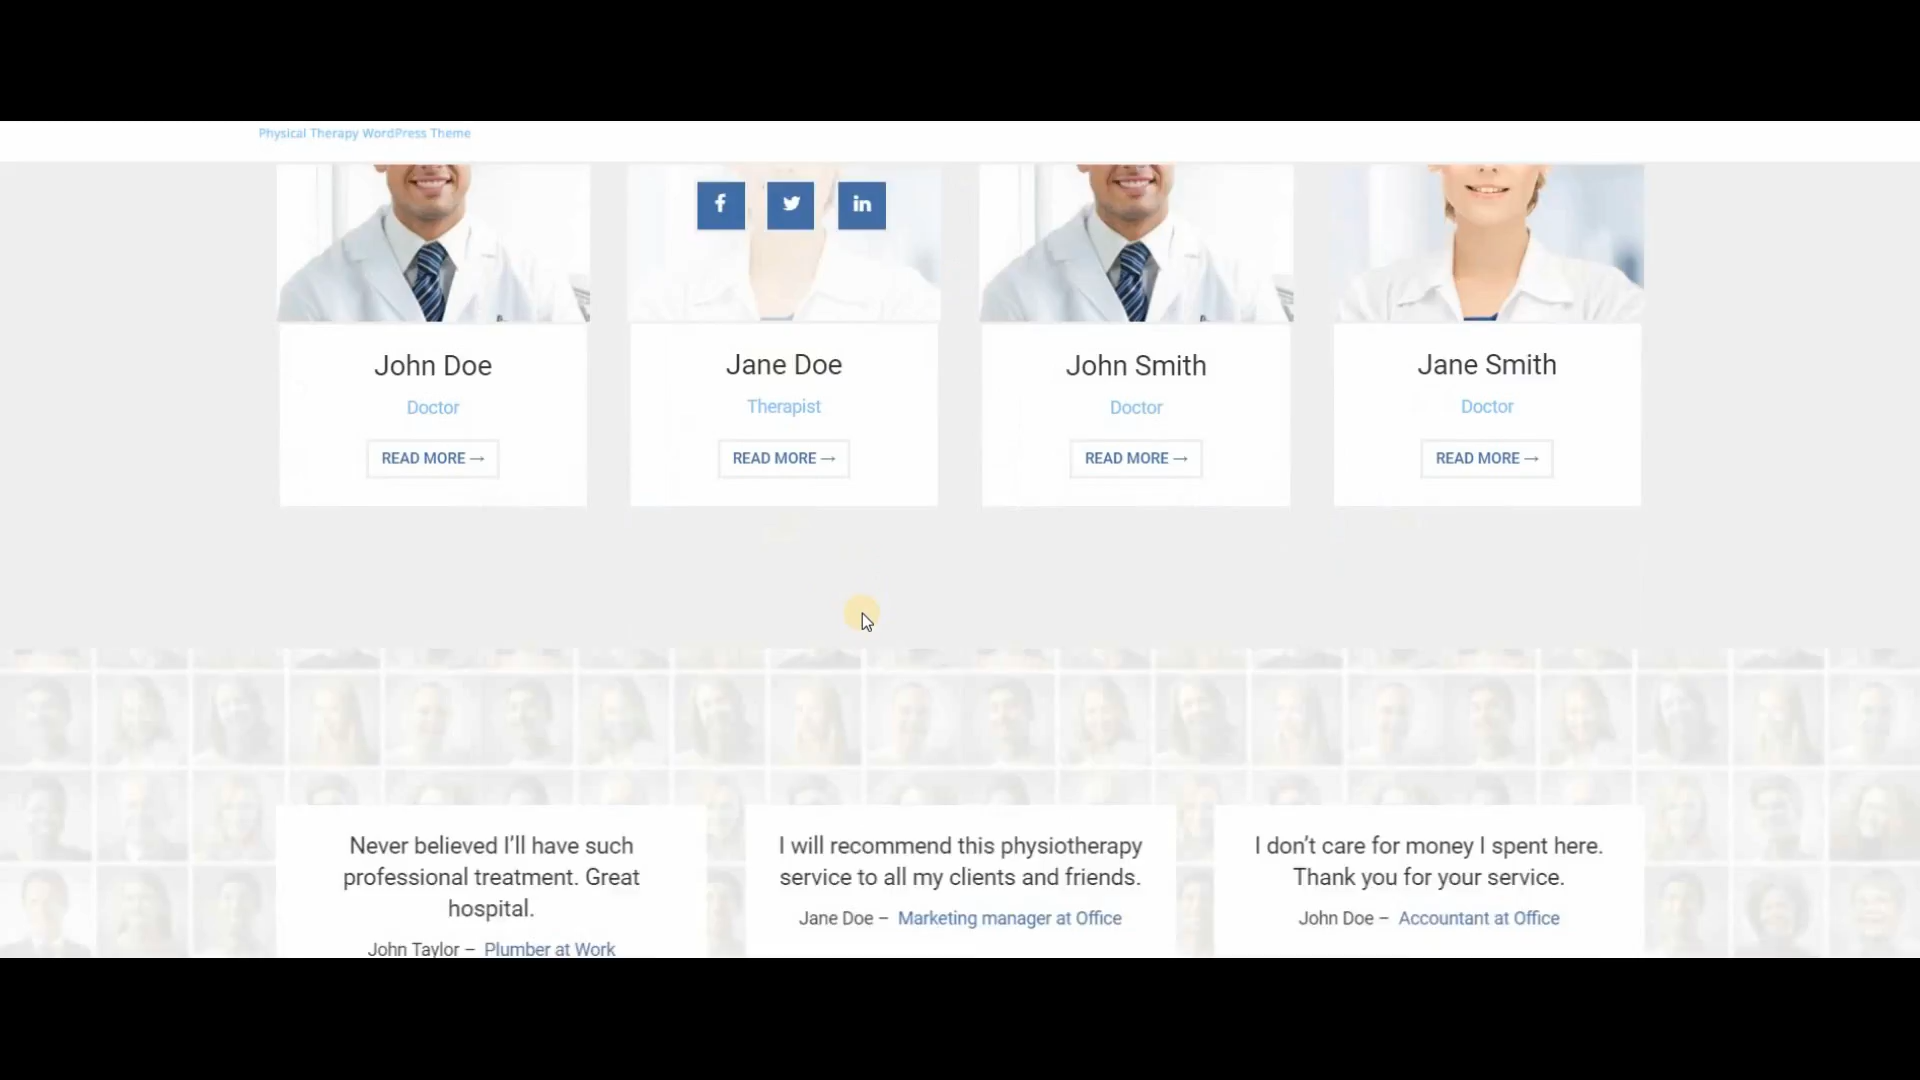 Physical Therapy WordPress Theme
John Doe
Doctor
READ MORE →
Jane Doe
Therapist
READ MORE →
John Smith
Doctor
READ MORE →
Jane Smith
Doctor
READ MORE →
Never believed I’ll have such
professional treatment. Great
hospital.
John Taylor – Plumber at Work
I will recommend this physiotherapy
service to all my clients and friends.
Jane Doe – Marketing manager at Office
I don’t care for money I spent here.
Thank you for your service.
John Doe – Accountant at Office